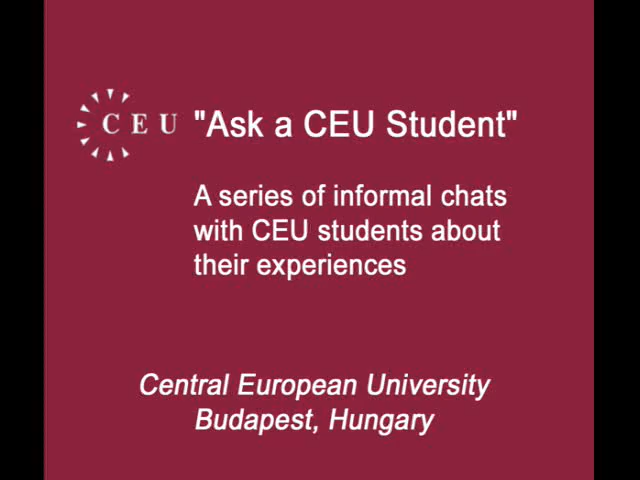 CEU "Ask a CEU Student"
A series of informal chats
with CEU students about
their experiences
Central European University
Budapest, Hungary